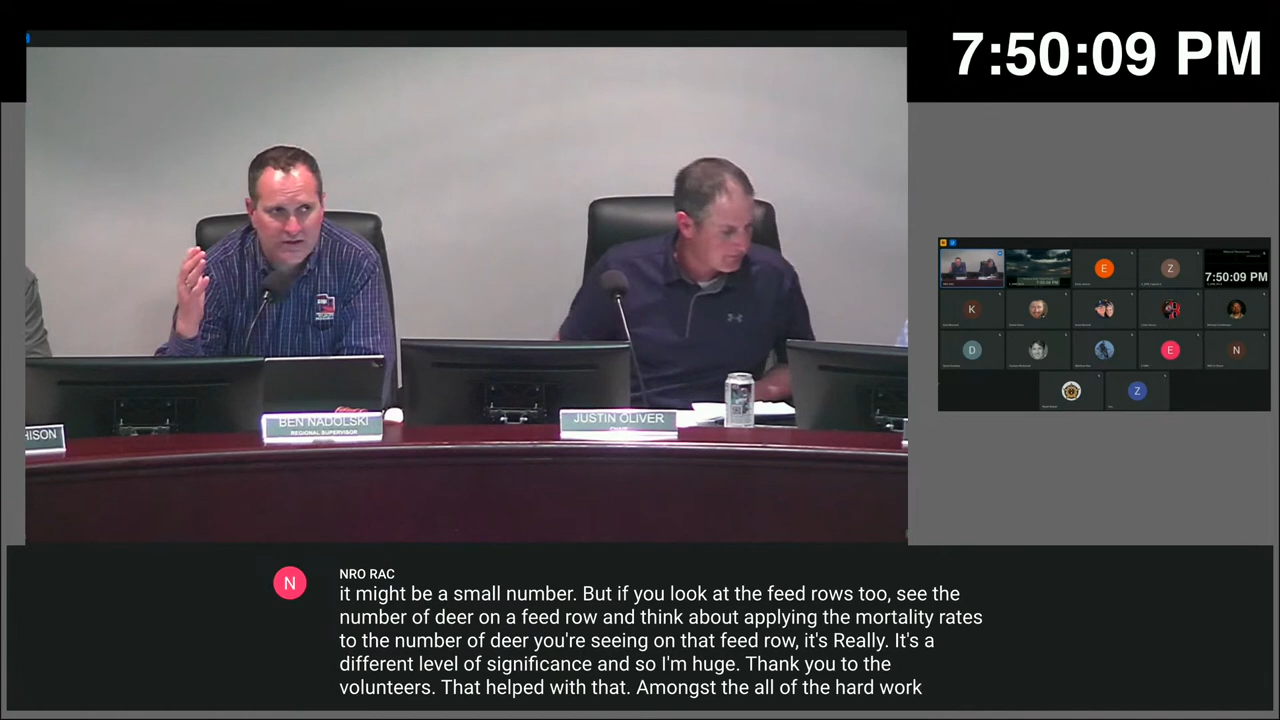 7:50:09 PM
7:50:09 PM
E
Z
K
D
E
N
Z
HISON
BEN NADOLSKI
REGIONAL SUPERVISOR
JUSTIN OLIVER
CHAIR
N
NRO RAC
it might be a small number. But if you look at the feed rows too, see the
number of deer on a feed row and think about applying the mortality rates
to the number of deer you're seeing on that feed row, it's Really. It's a
different level of significance and so I'm huge. Thank you to the
volunteers. That helped with that. Amongst the all of the hard work